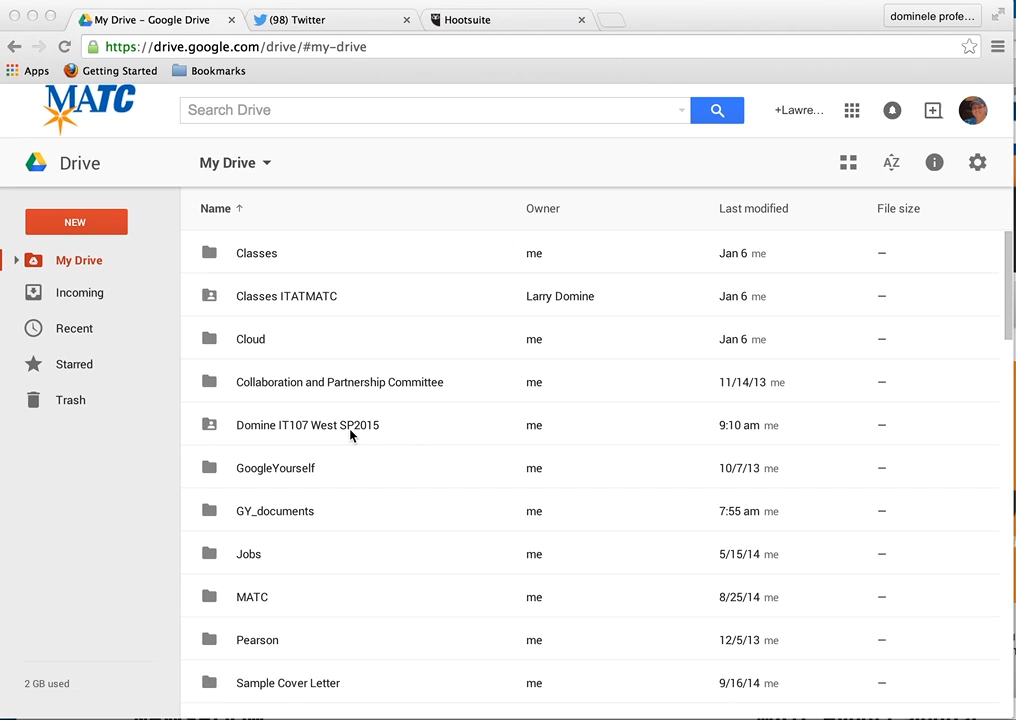 My Drive – Google Drive
(98) Twitter
Hootsuite
dominele profe...
https://drive.google.com/drive/#my-drive
Apps
Getting Started
Bookmarks
MATC
Search Drive
+Lawre...
Drive
My Drive
AZ
Name
Owner
Last modified
File size
NEW
My Drive
Incoming
Recent
Starred
Trash
2 GB used
Classes me Jan 6 me –
Classes ITATMATC Larry Domine Jan 6 me –
Cloud me Jan 6 me –
Collaboration and Partnership Committee me 11/14/13 me –
Domine IT107 West SP2015 me 9:10 am me –
GoogleYourself me 10/7/13 me –
GY_documents me 7:55 am me –
Jobs me 5/15/14 me –
MATC me 8/25/14 me –
Pearson me 12/5/13 me –
Sample Cover Letter me 9/16/14 me –